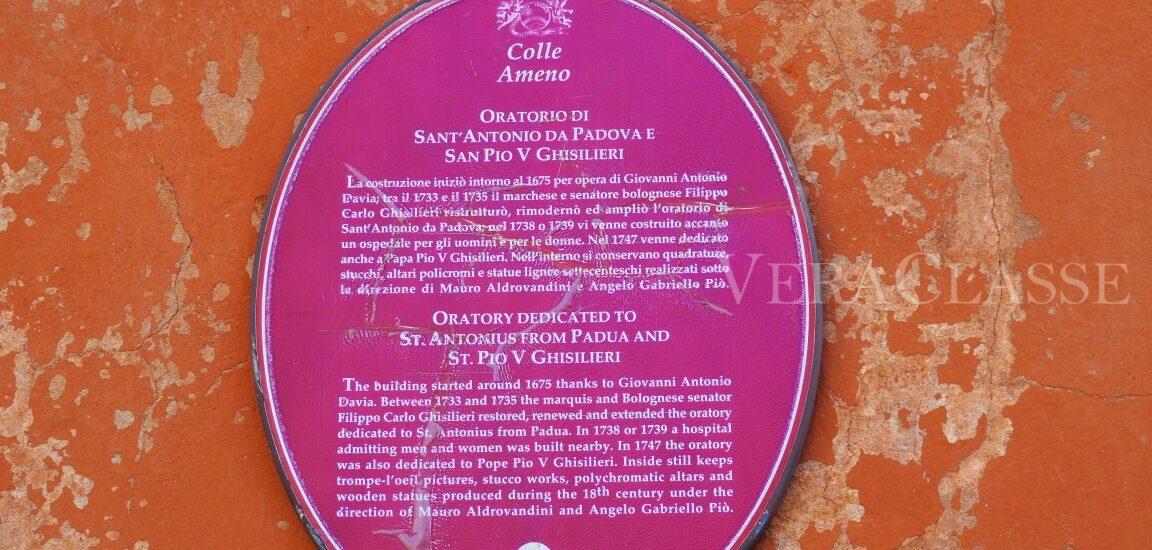 Colle
Ameno
ORATORIO DI
SANT'ANTONIO DA PADOVA E
SAN PIO V GHISILIERI
La costruzione iniziò intorno al 1675 per opera di Giovanni Antonio
Davia; tra il 1733 e il 1735 il marchese e senatore bolognese Filippo
Carlo Ghisilieri ristrutturò, rimodernò ed ampliò l'oratorio di
Sant'Antonio da Padova; nel 1738 o 1739 vi venne costruito accanto
un ospedale per gli uomini e per le donne. Nel 1747 venne dedicato
anche a Papa Pio V Ghisilieri. Nell'interno si conservano quadrature,
stucchi, altari policromi e statue lignee settecenteschi realizzati sotto
la direzione di Mauro Aldrovandini e Angelo Gabriello Piò.
ORATORY DEDICATED TO
ST. ANTONIUS FROM PADUA AND
ST. PIO V GHISILIERI
The building started around 1675 thanks to Giovanni Antonio
Davia. Between 1733 and 1735 the marquis and Bolognese senator
Filippo Carlo Ghisilieri restored, renewed and extended the oratory
dedicated to St. Antonius from Padua. In 1738 or 1739 a hospital
admitting men and women was built nearby. In 1747 the oratory
was also dedicated to Pope Pio V Ghisilieri. Inside still keeps
trompe-l'oeil pictures, stucco works, polychromatic altars and
wooden statues produced during the 18th century under the
direction of Mauro Aldrovandini and Angelo Gabriello Piò.
VERACLASSE